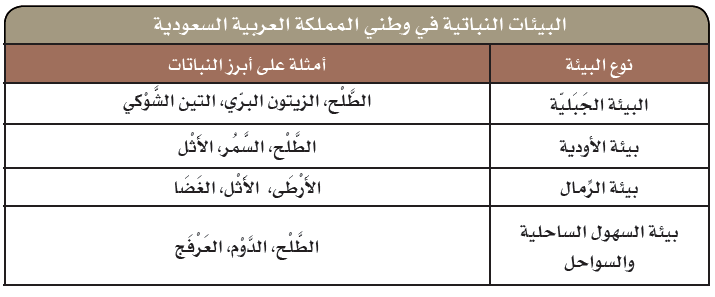 البيئات النباتية في وطني المملكة العربية السعودية
نوع البيئة أمثلة على أبرز النباتات
البيئة الجَبَليّة الطَّلْح، الزيتون البرّي، التين الشَّوْكي
بيئة الأودية الطَّلْح، السَّمُر، الأَثْل
بيئة الرِّمال الأَرْطَى، الأَثْل، الغَضَا
بيئة السهول الساحلية
والسواحل الطَّلْح، الدَّوْم، العَرْفَج